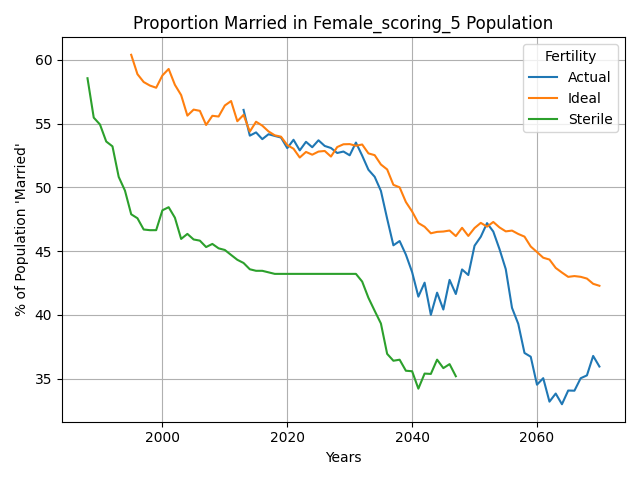 Proportion Married in Female_scoring_5 Population
% of Population 'Married'
60
55
50
45
40
35
Fertility
Actual
Ideal
Sterile
2000
2020
2040
2060
Years